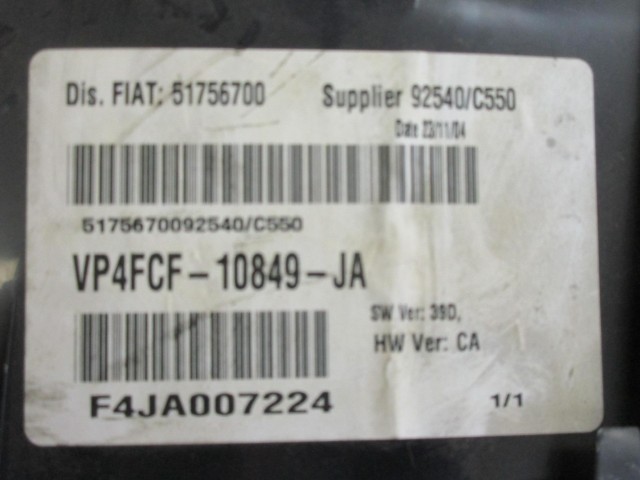 Dis. FIAT: 51756700 Supplier 92540/C550
Date 23/11/04
5175670092540/C550
VP4FCF-10849-JA
SW Ver: 39D,
HW Ver: CA
F4JA007224 1/1